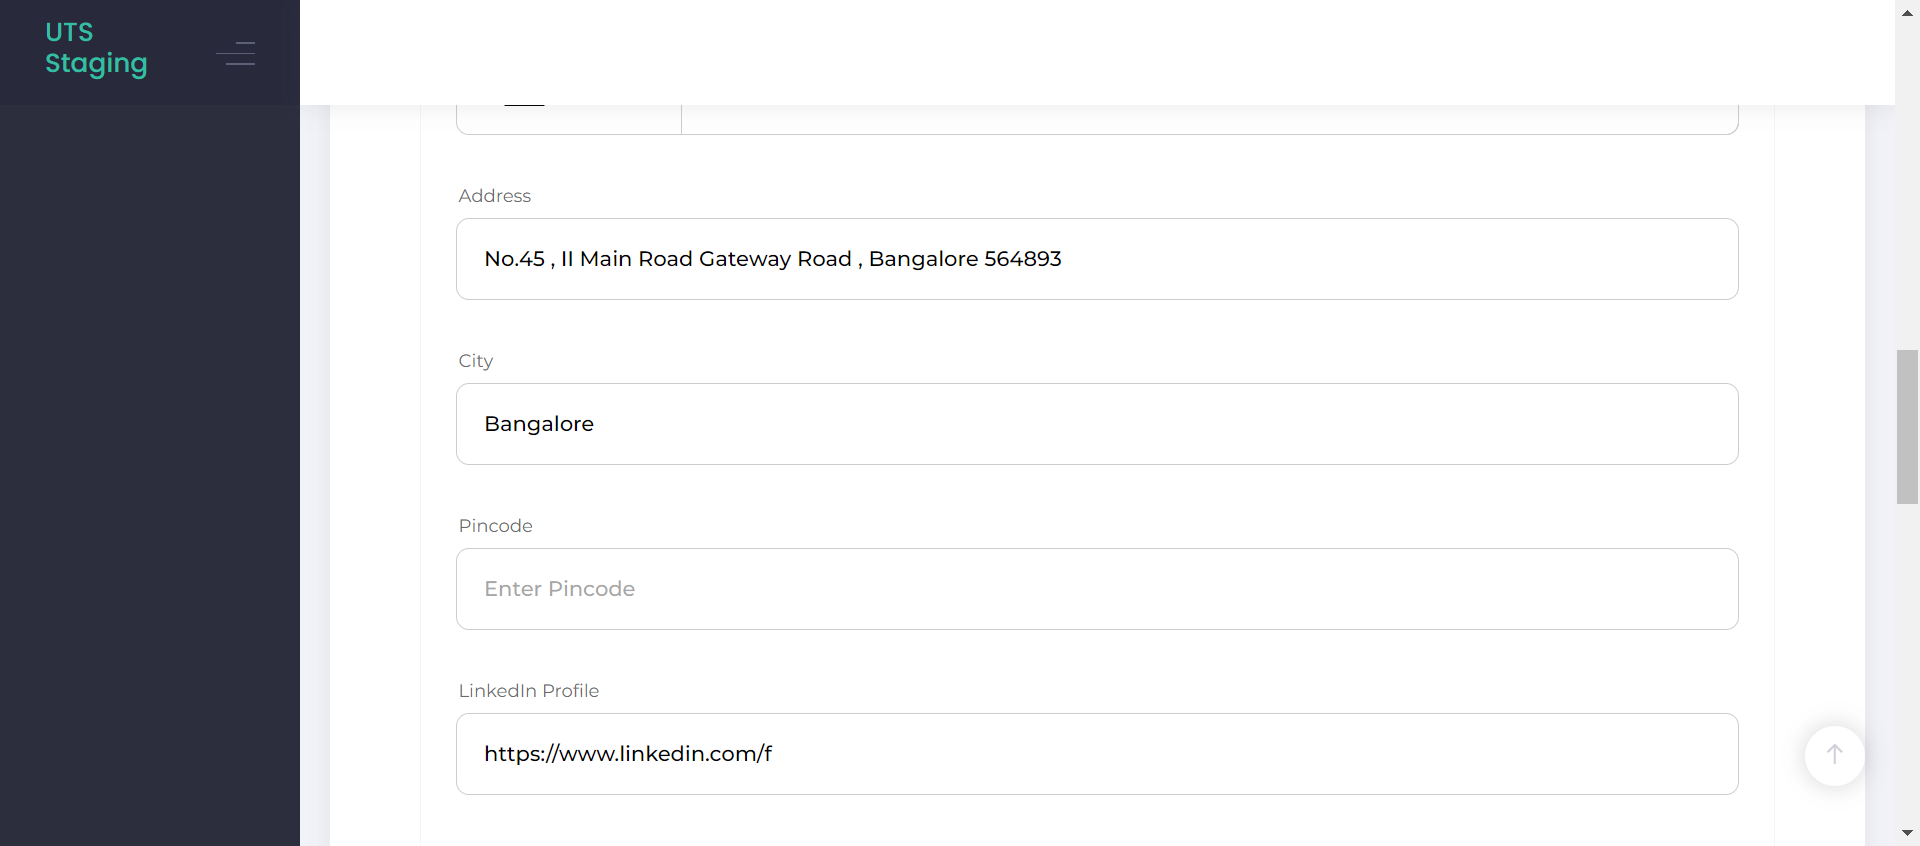 UTS
Staging
Address
No.45 , II Main Road Gateway Road , Bangalore 564893
City
Bangalore
Pincode
Enter Pincode
LinkedIn Profile
https://www.linkedin.com/f